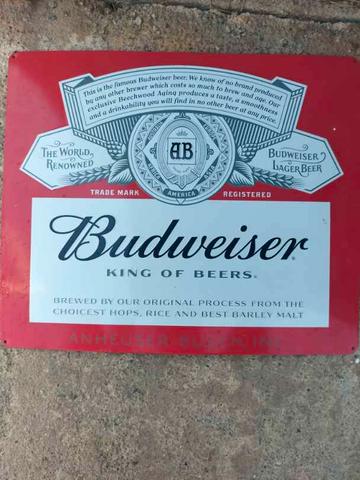 This is the famous Budweiser beer. We know of no brand produced
by any other brewer which costs so much to brew and age. Our
exclusive Beechwood Aging produces a taste, a smoothness
and a drinkability you will find in no other beer at any price.
THE WORLD
RENOWNED
AB
AMERICA
BUDWEISER
LAGER BEER
TRADE MARK
REGISTERED
Budweiser
KING OF BEERS®
BREWED BY OUR ORIGINAL PROCESS FROM THE
CHOICEST HOPS, RICE AND BEST BARLEY MALT
ANHEUSER-BUSCH, INC